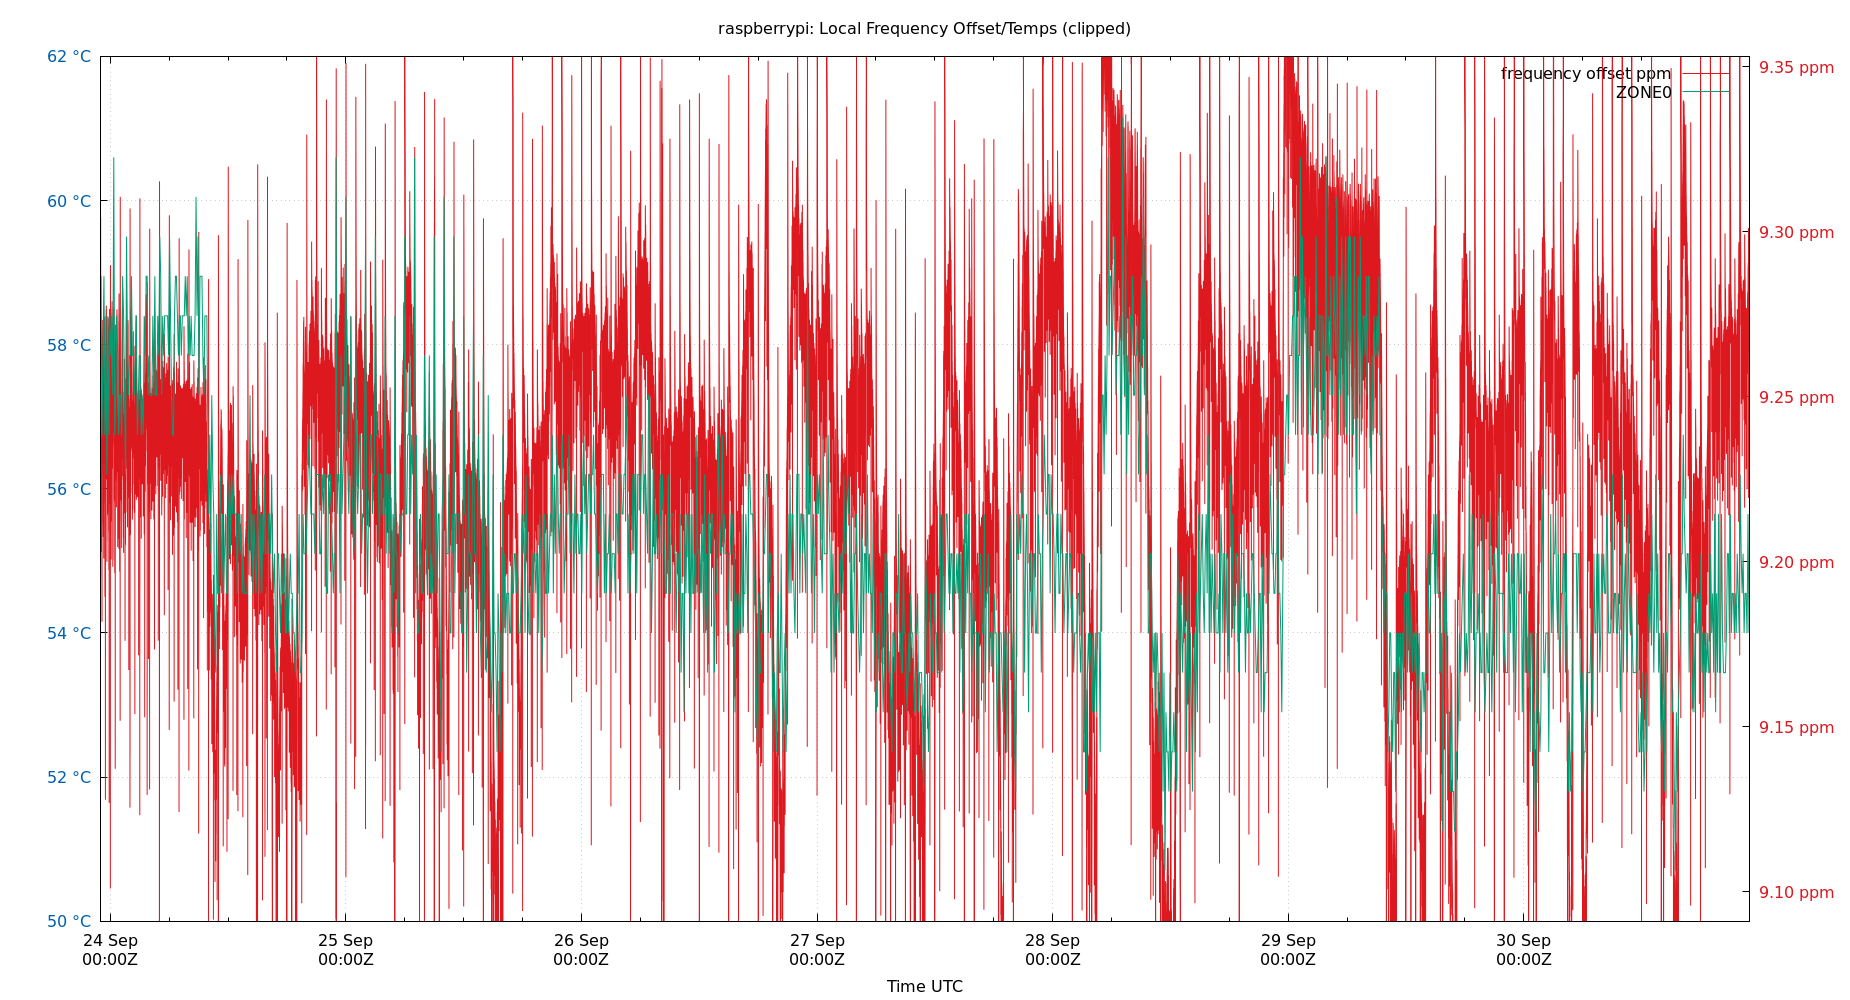 raspberrypi: Local Frequency Offset/Temps (clipped)
62 °C
60 °C
58 °C
56 °C
54 °C
52 °C
50 °C
frequency offset ppm
ZONE0
9.35 ppm
9.30 ppm
9.25 ppm
9.20 ppm
9.15 ppm
9.10 ppm
24 Sep 25 Sep 26 Sep 27 Sep 28 Sep 29 Sep 30 Sep
00:00Z 00:00Z 00:00Z 00:00Z 00:00Z 00:00Z 00:00Z
Time UTC